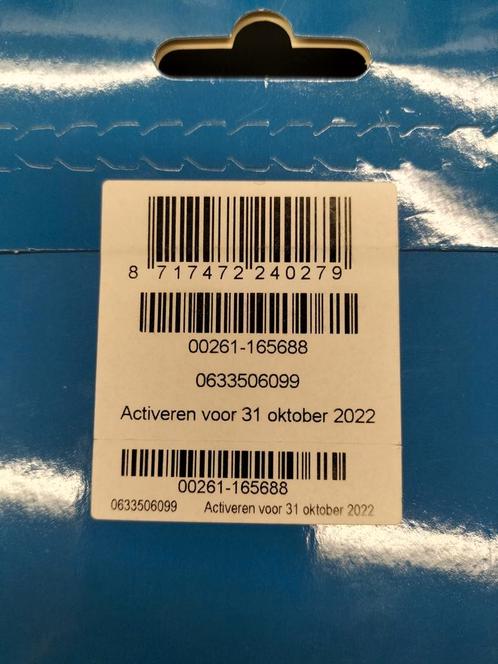 8 717472 240279
00261-165688
0633506099
Activeren voor 31 oktober 2022
00261-165688
0633506099 Activeren voor 31 oktober 2022